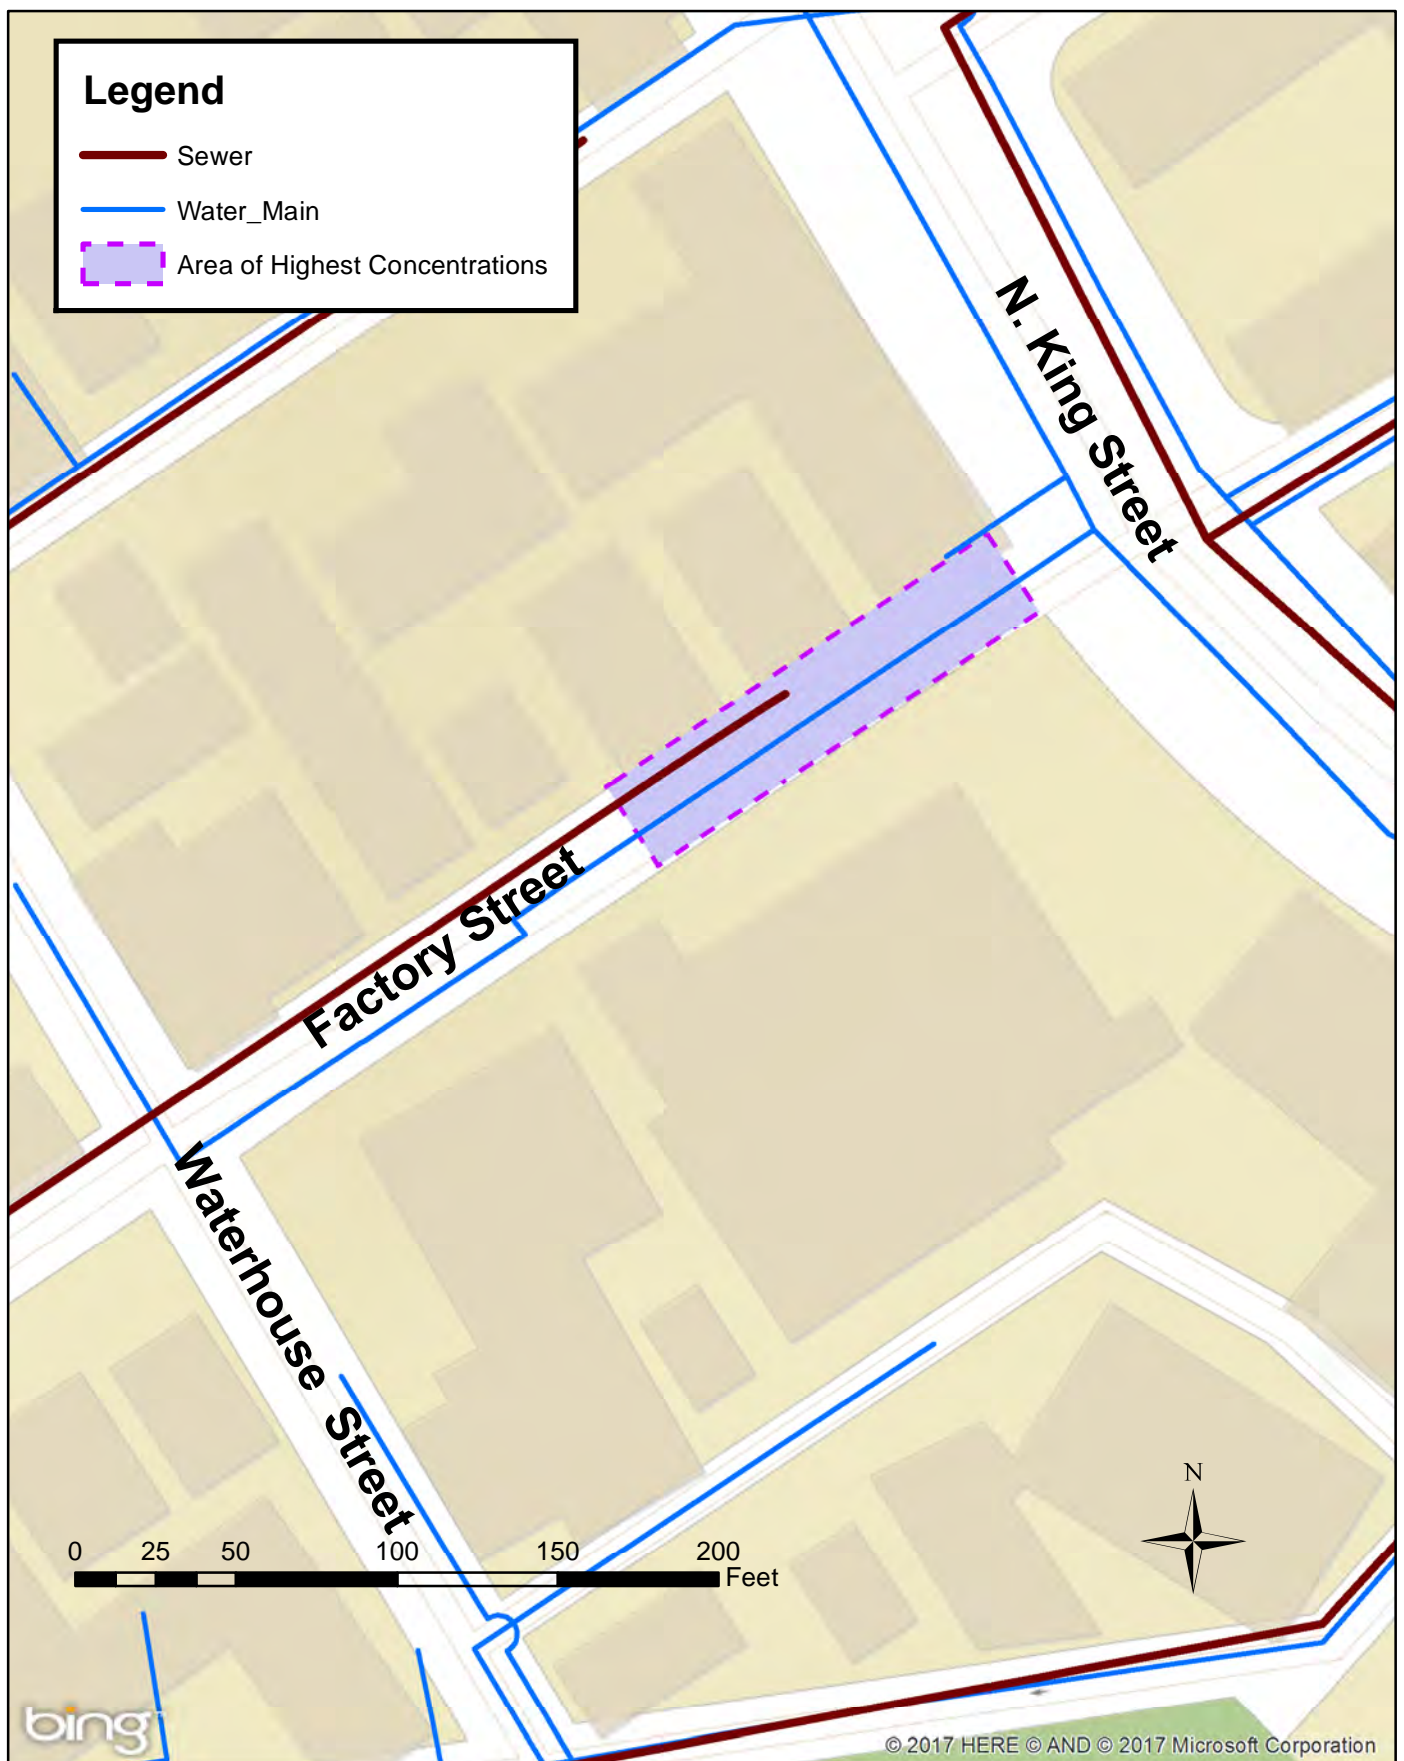 Legend
Sewer
Water_Main
Area of Highest Concentrations
N. King Street
Factory Street
Waterhouse Street
N
0 25 50 100 150 200
Feet
bing
© 2017 HERE © AND © 2017 Microsoft Corporation